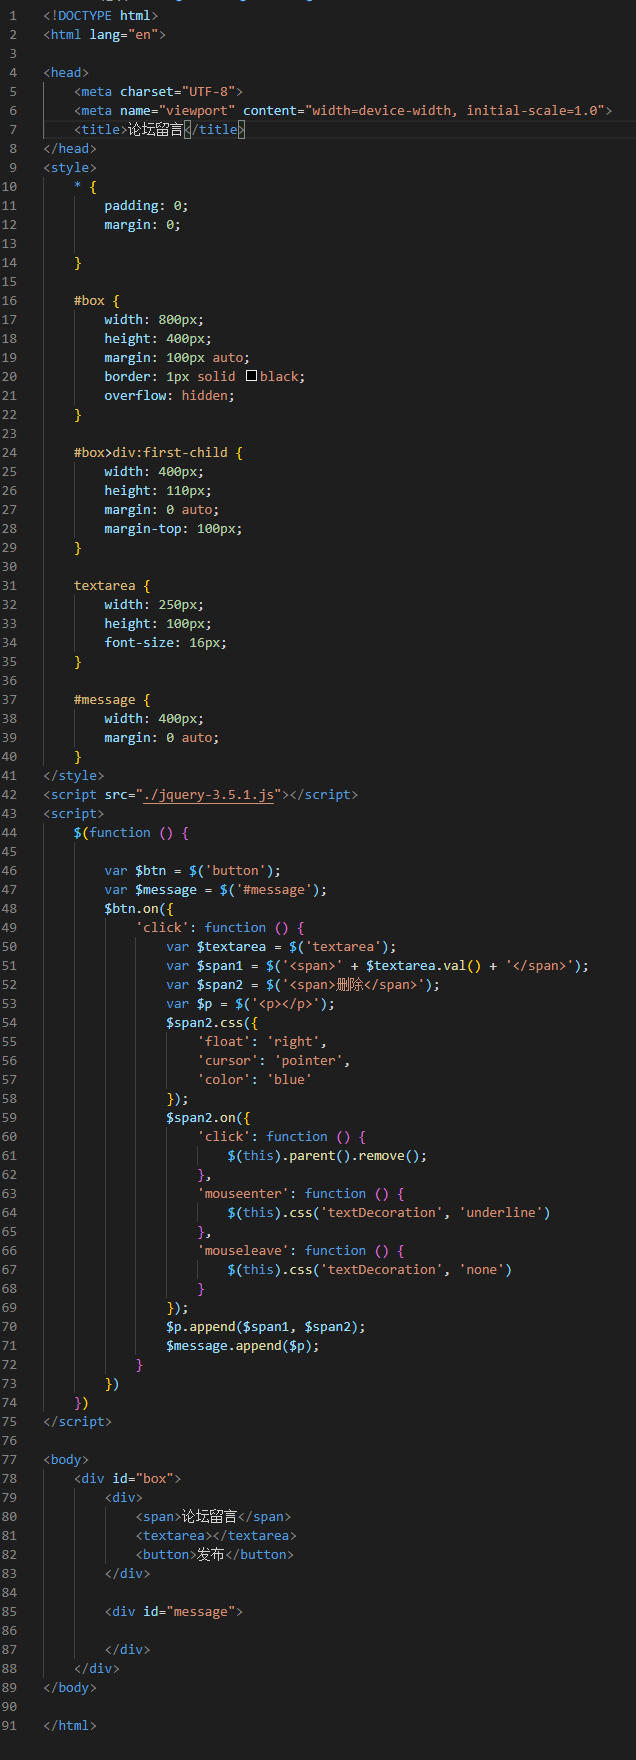 1 <!DOCTYPE html>
2 <html lang="en">
3
4 <head>
5     <meta charset="UTF-8">
6     <meta name="viewport" content="width=device-width, initial-scale=1.0">
7     <title>论坛留言</title>
8 </head>
9 <style>
10     * {
11         padding: 0;
12         margin: 0;
13
14     }
15
16     #box {
17         width: 800px;
18         height: 400px;
19         margin: 100px auto;
20         border: 1px solid black;
21         overflow: hidden;
22     }
23
24     #box>div:first-child {
25         width: 400px;
26         height: 110px;
27         margin: 0 auto;
28         margin-top: 100px;
29     }
30
31     textarea {
32         width: 250px;
33         height: 100px;
34         font-size: 16px;
35     }
36
37     #message {
38         width: 400px;
39         margin: 0 auto;
40     }
41 </style>
42 <script src="./jquery-3.5.1.js"></script>
43 <script>
44     $(function () {
45
46         var $btn = $('button');
47         var $message = $('#message');
48         $btn.on({
49             'click': function () {
50                 var $textarea = $('textarea');
51                 var $span1 = $('<span>' + $textarea.val() + '</span>');
52                 var $span2 = $('<span>删除</span>');
53                 var $p = $('<p></p>');
54                 $span2.css({
55                     'float': 'right',
56                     'cursor': 'pointer',
57                     'color': 'blue'
58                 });
59                 $span2.on({
60                     'click': function () {
61                         $(this).parent().remove();
62                     },
63                     'mouseenter': function () {
64                         $(this).css('textDecoration', 'underline')
65                     },
66                     'mouseleave': function () {
67                         $(this).css('textDecoration', 'none')
68                     }
69                 });
70                 $p.append($span1, $span2);
71                 $message.append($p);
72             }
73         })
74     })
75 </script>
76
77 <body>
78     <div id="box">
79         <div>
80             <span>论坛留言</span>
81             <textarea></textarea>
82             <button>发布</button>
83         </div>
84
85         <div id="message">
86
87         </div>
88     </div>
89 </body>
90
91 </html>